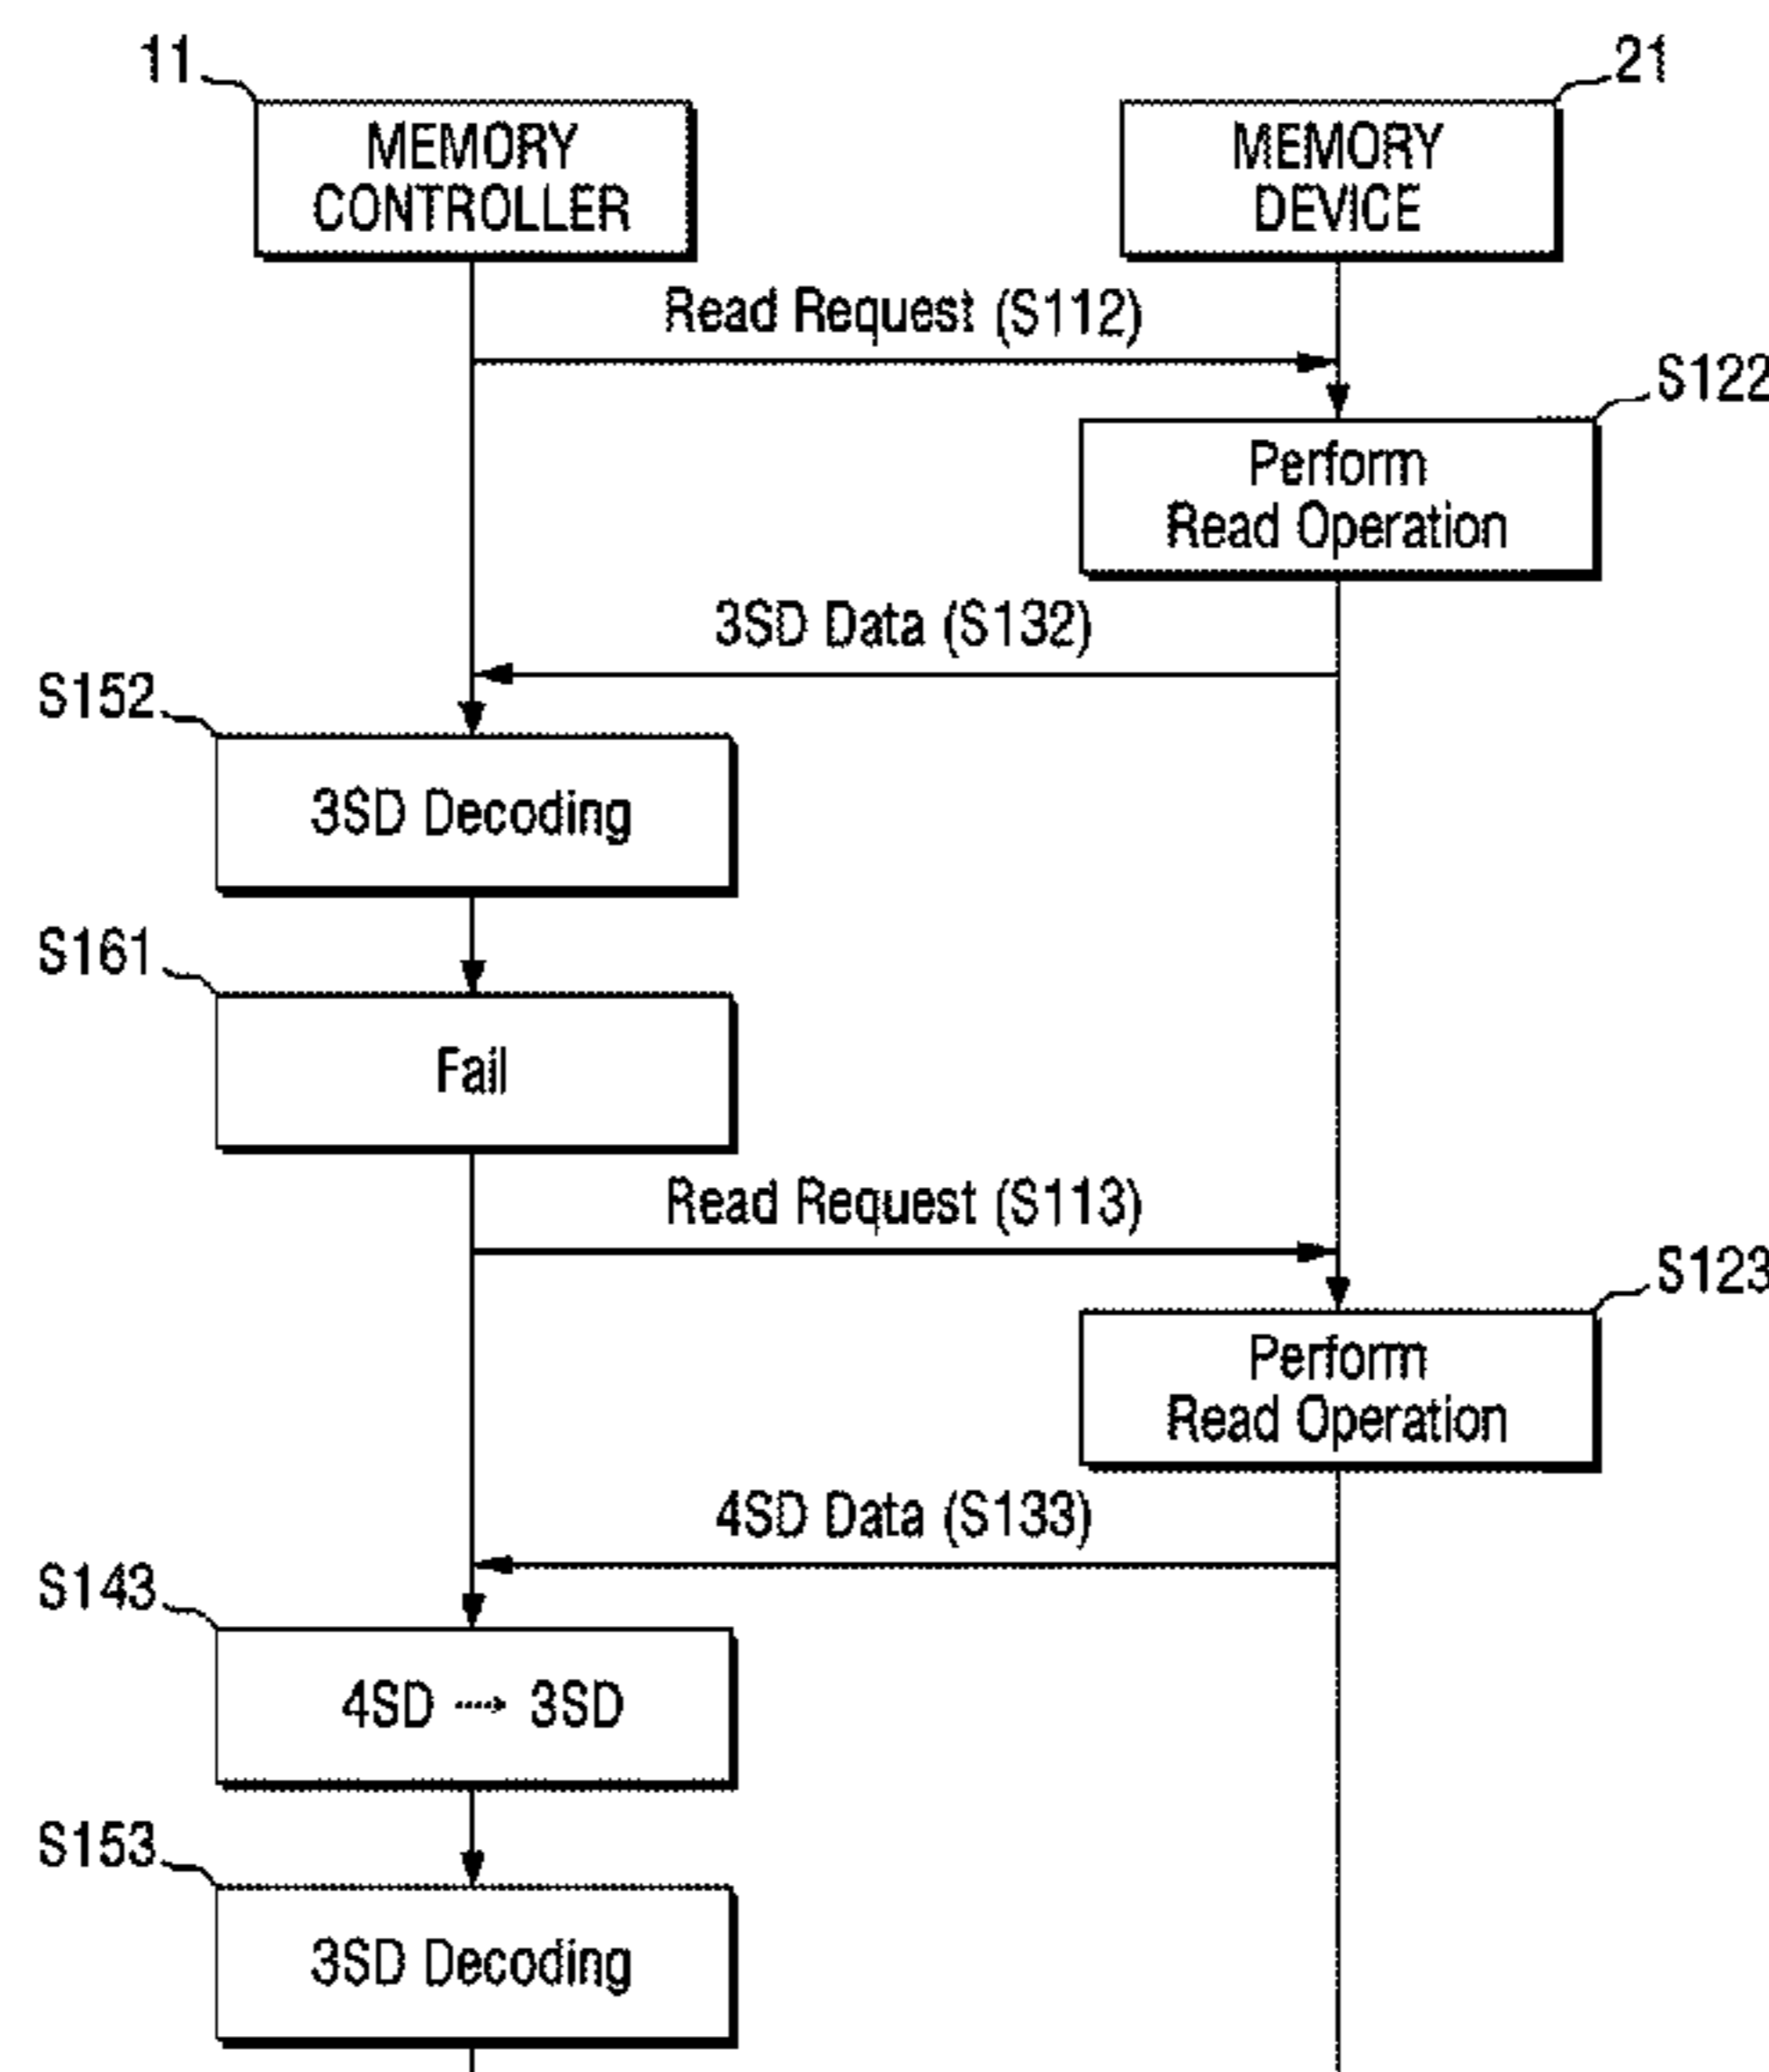 11
21
MEMORY
CONTROLLER
MEMORY
DEVICE
Read Request (S112)
S122
Perform
Read Operation
3SD Data (S132)
S152
3SD Decoding
S161
Fail
Read Request (S113)
S123
Perform
Read Operation
4SD Data (S133)
S143
4SD → 3SD
S153
3SD Decoding